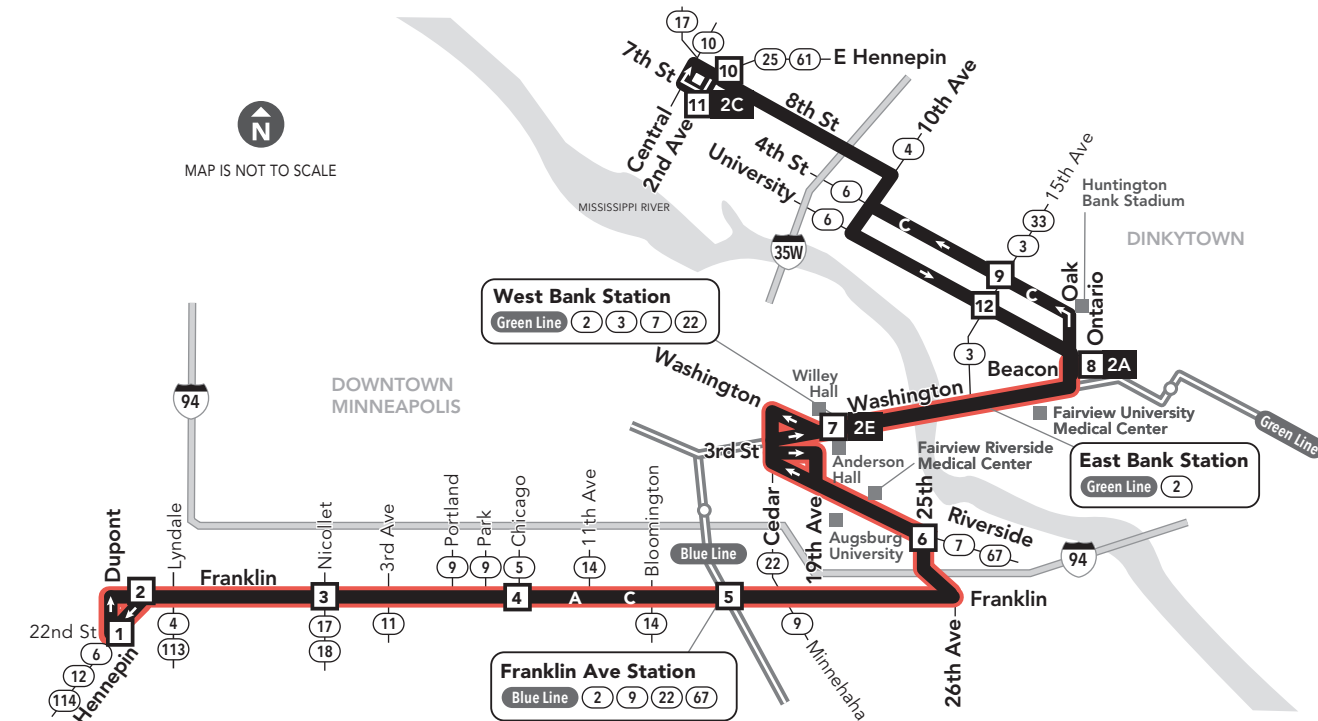 17
10
25
61
E Hennepin
7th St
10
11
2C
8th St
10th Ave
4
Central
2nd Ave
4th St
University
6
6
N
MAP IS NOT TO SCALE
MISSISSIPPI RIVER
15th Ave
33
3
Huntington
Bank Stadium
DINKYTOWN
35W
C
9
C
12
Oak
Ontario
3
Beacon
8
2A
West Bank Station
Green Line
2
3
7
22
Washington
Willey
Hall
Washington
7
2E
Fairview University
Medical Center
Green Line
94
DOWNTOWN
MINNEAPOLIS
3rd St
Anderson
Hall
Fairview Riverside
Medical Center
East Bank Station
Green Line
2
Cedar
19th Ave
Augsburg
University
25th
6
Riverside
7
67
94
Dupont
Lyndale
Nicollet
3rd Ave
Portland
Park
Chicago
11th Ave
Bloomington
9
9
5
14
Blue Line
22
2
Franklin
3
4
A
C
5
Franklin
22nd St
1
4
113
17
18
11
14
9
Minnehaha
26th Ave
6
12
114
Hennepin
Franklin Ave Station
Blue Line
2
9
22
67